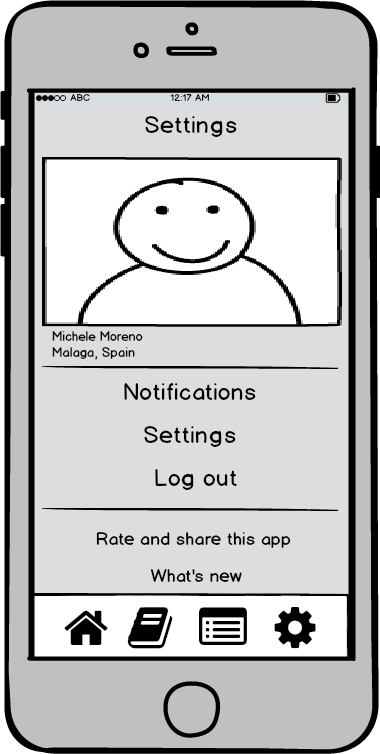 ABC 12:17 AM
Settings
Michele Moreno
Malaga, Spain
Notifications
Settings
Log out
Rate and share this app
What's new